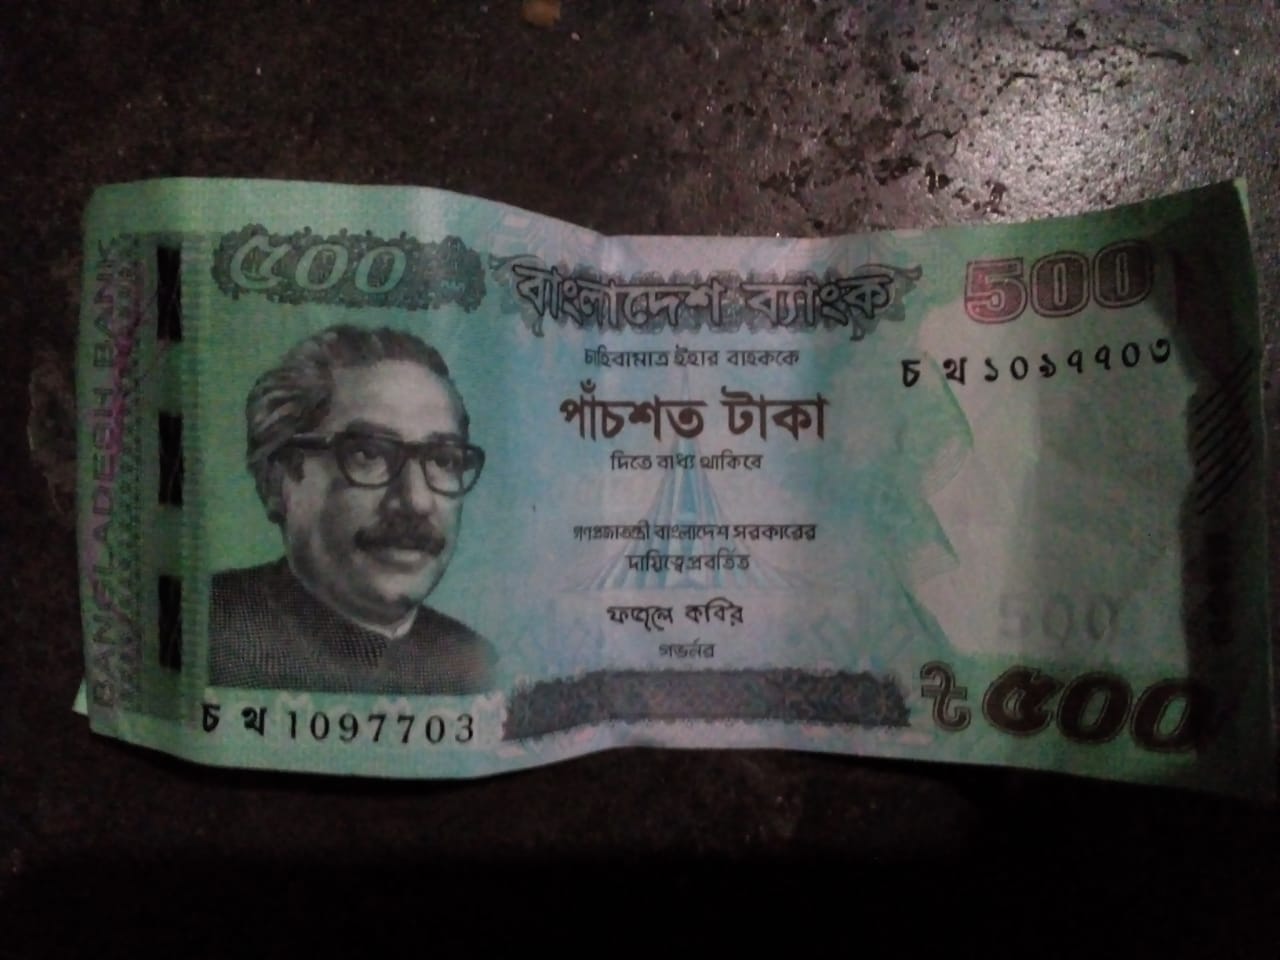 BANGLADESH BANK
৫০০
বাংলাদেশ ব্যাংক
500
চাহিবামাত্র ইহার বাহককে
চ খ ১০৯৭৭০৩
পাঁচশত টাকা
দিতে বাধ্য থাকিবে
গণপ্রজাতন্ত্রী বাংলাদেশ সরকারের
দায়িত্বে প্রবর্তিত
ফজলে কবির
গভর্নর
500
চ খ 1097703
৳৫০০